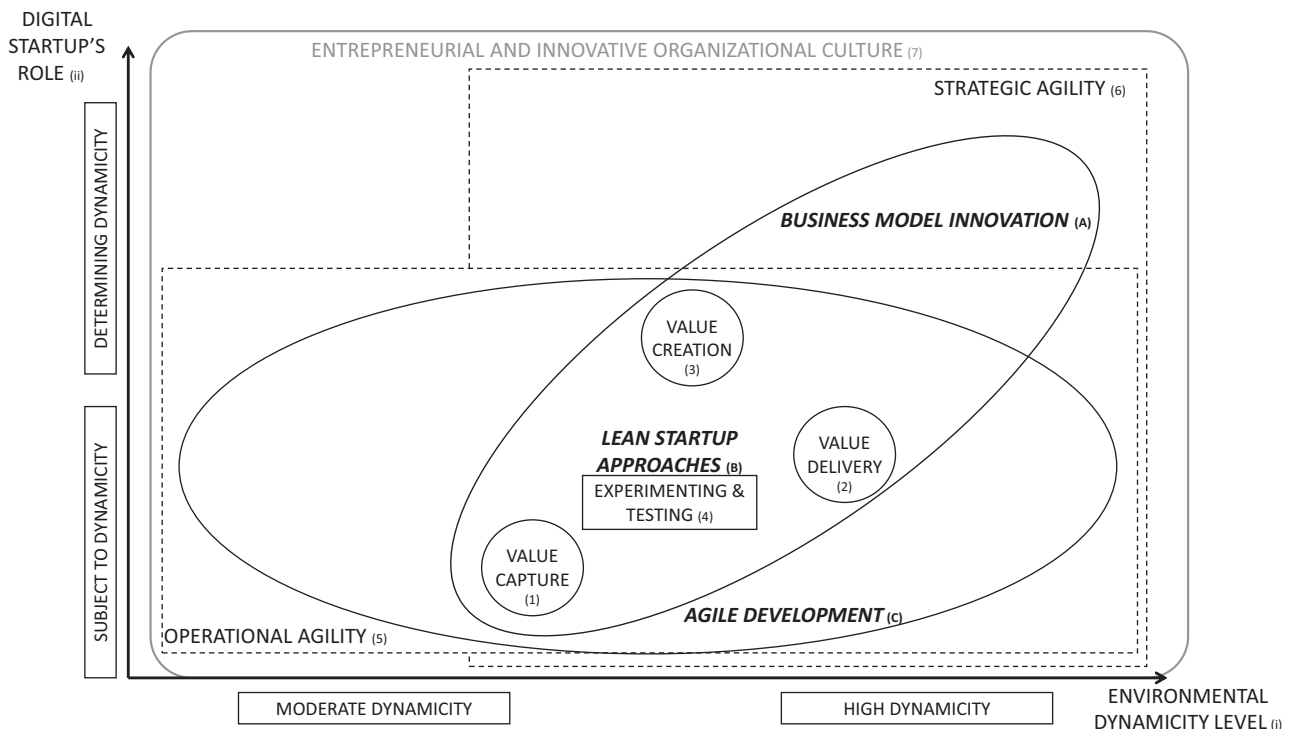 DIGITAL
STARTUP'S
ROLE (ii)
ENTREPRENEURIAL AND INNOVATIVE ORGANIZATIONAL CULTURE (7)
STRATEGIC AGILITY (6)
DETERMINING DYNAMICITY
BUSINESS MODEL INNOVATION (A)
VALUE
CREATION
(3)
LEAN STARTUP
APPROACHES (B)
EXPERIMENTING &
TESTING (4)
VALUE
DELIVERY
(2)
SUBJECT TO DYNAMICITY
VALUE
CAPTURE
(1)
AGILE DEVELOPMENT (C)
OPERATIONAL AGILITY (5)
MODERATE DYNAMICITY
HIGH DYNAMICITY
ENVIRONMENTAL
DYNAMICITY LEVEL (i)